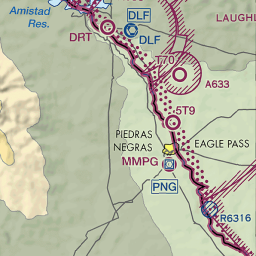 Amistad
Res.
DRT
DLF
DLF
LAUGHL
T70
A633
5T9
PIEDRAS
NEGRAS
EAGLE PASS
MMPG
PNG
R6316